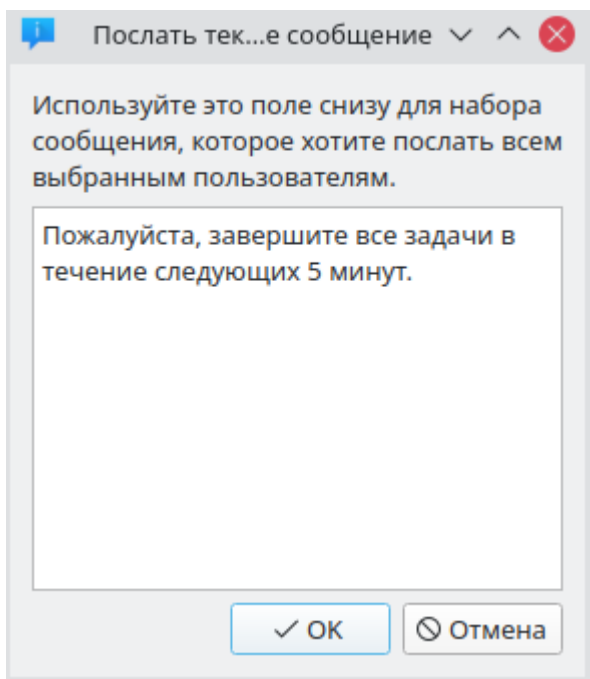 Послать тек...е сообщение
Используйте это поле снизу для набора
сообщения, которое хотите послать всем
выбранным пользователям.
Пожалуйста, завершите все задачи в
течение следующих 5 минут.
OK
Отмена